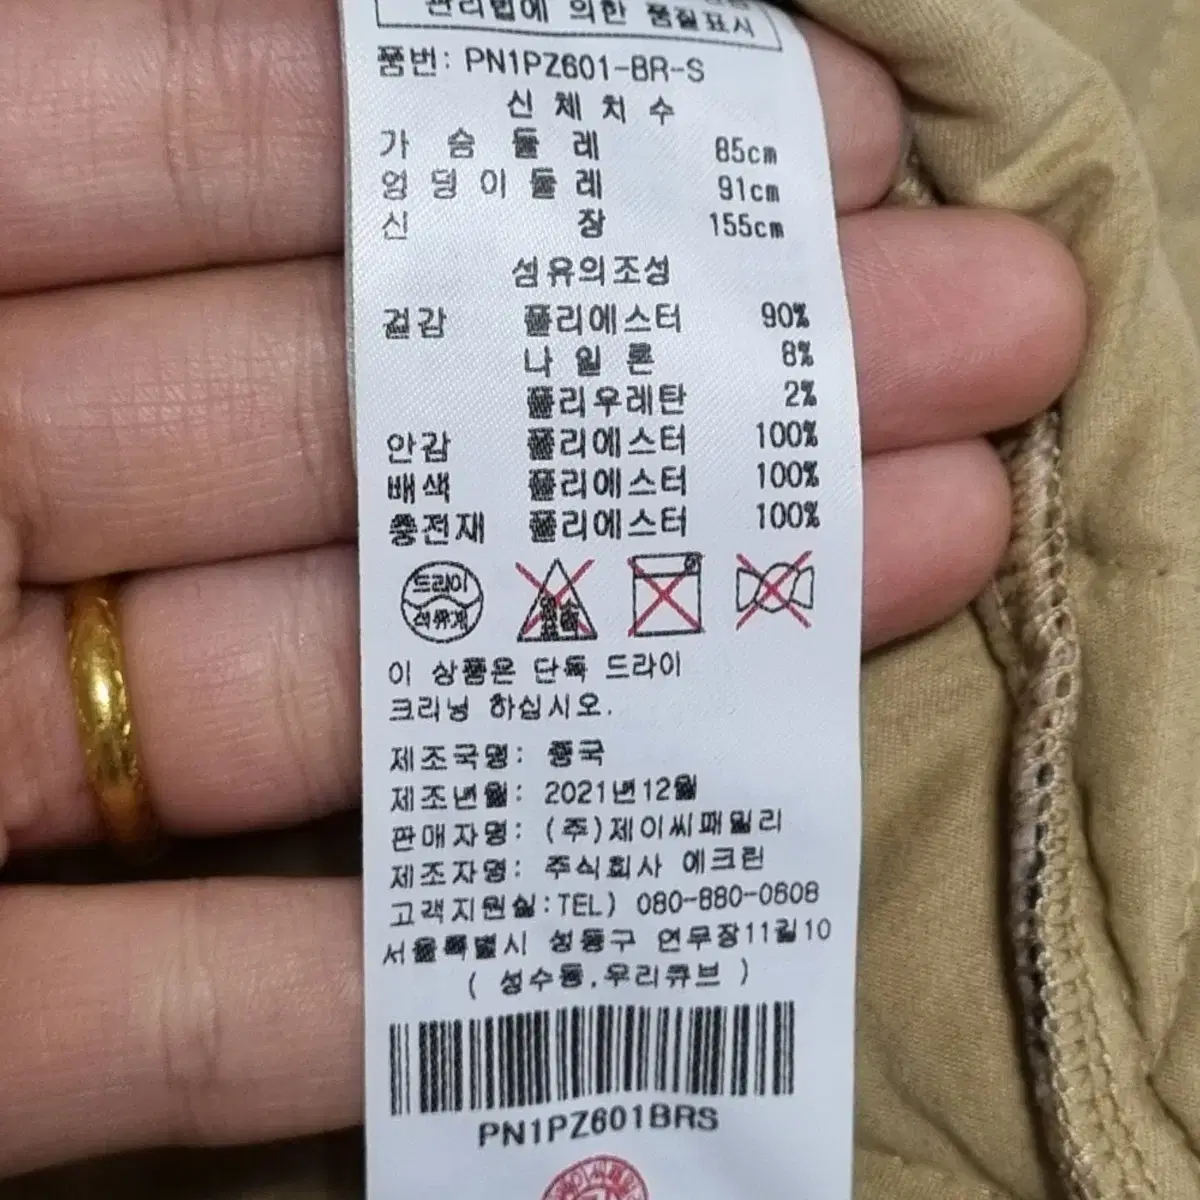 관리법에 의한 품질표시
품번: PN1PZ601-BR-S
신체치수
가슴둘레 85cm
엉덩이둘레 91cm
신장 155cm
섬유의조성
겉감 폴리에스터 90%
나일론 8%
폴리우레탄 2%
안감 폴리에스터 100%
배색 폴리에스터 100%
충전재 폴리에스터 100%
드라이
석유계
이 상품은 단독 드라이
크리닝 하십시오.
제조국명: 중국
제조년월: 2021년12월
판매자명: (주)제이씨패밀리
제조자명: 주식회사 에크린
고객지원실:TEL) 080-880-0608
서울특별시 성동구 연무장11길10
( 성수동.우리큐브 )
PN1PZ601BRS